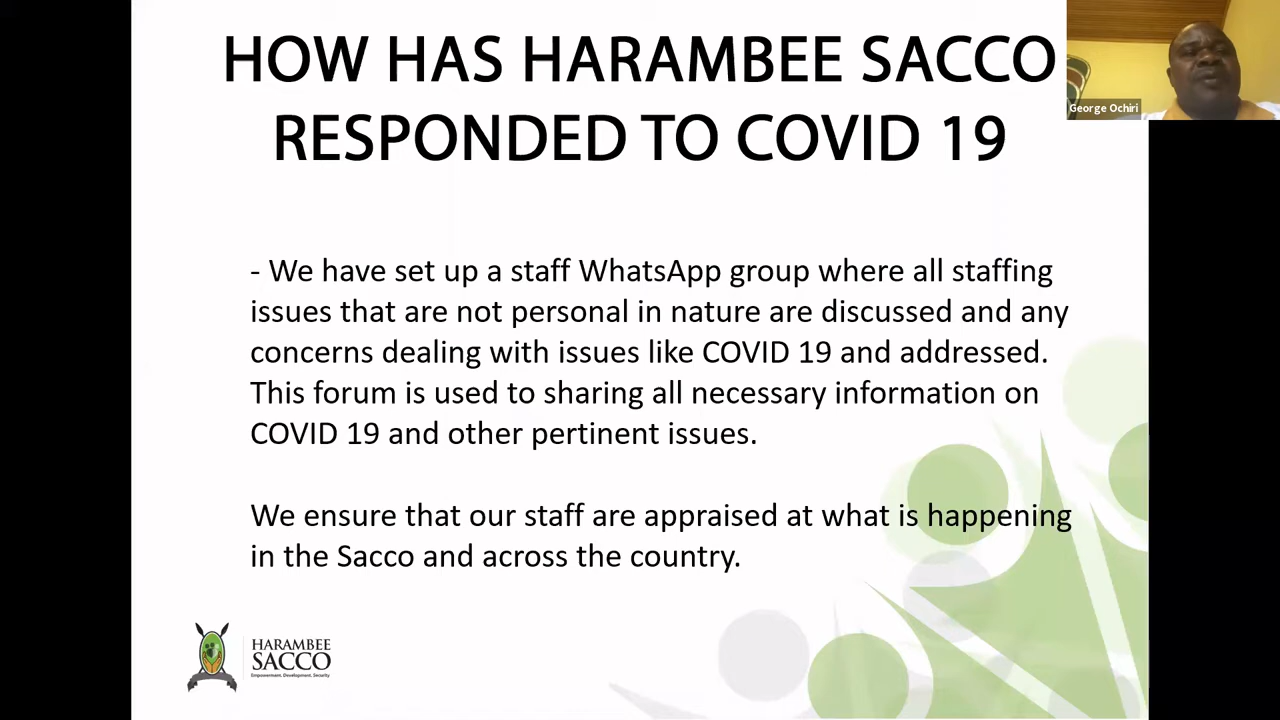 HOW HAS HARAMBEE SACCO
RESPONDED TO COVID 19
George Ochiri
- We have set up a staff WhatsApp group where all staffing
issues that are not personal in nature are discussed and any
concerns dealing with issues like COVID 19 and addressed.
This forum is used to sharing all necessary information on
COVID 19 and other pertinent issues.
We ensure that our staff are appraised at what is happening
in the Sacco and across the country.
HARAMBEE
SACCO
Empowerment. Development. Security